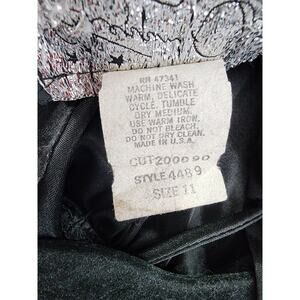 RN 47341
MACHINE WASH
WARM, DELICATE
CYCLE. TUMBLE
DRY MEDIUM.
USE WARM IRON.
DO NOT BLEACH.
DO NOT DRY CLEAN.
MADE IN U.S.A.
CUT200090
STYLE4489
SIZE 11